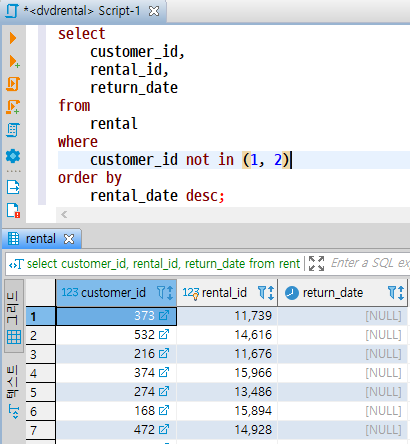 *<dvdrental> Script-1
select
customer_id,
rental_id,
return_date
from
rental
where
customer_id not in (1, 2)
order by
rental_date desc;
rental
select customer_id, rental_id, return_date from rent
Enter a SQL ex
그리드
텍스트
123 customer_id 123 rental_id return_date
1 373 11,739 [NULL]
2 532 14,616 [NULL]
3 216 11,676 [NULL]
4 374 15,966 [NULL]
5 274 13,486 [NULL]
6 168 15,894 [NULL]
7 472 14,928 [NULL]